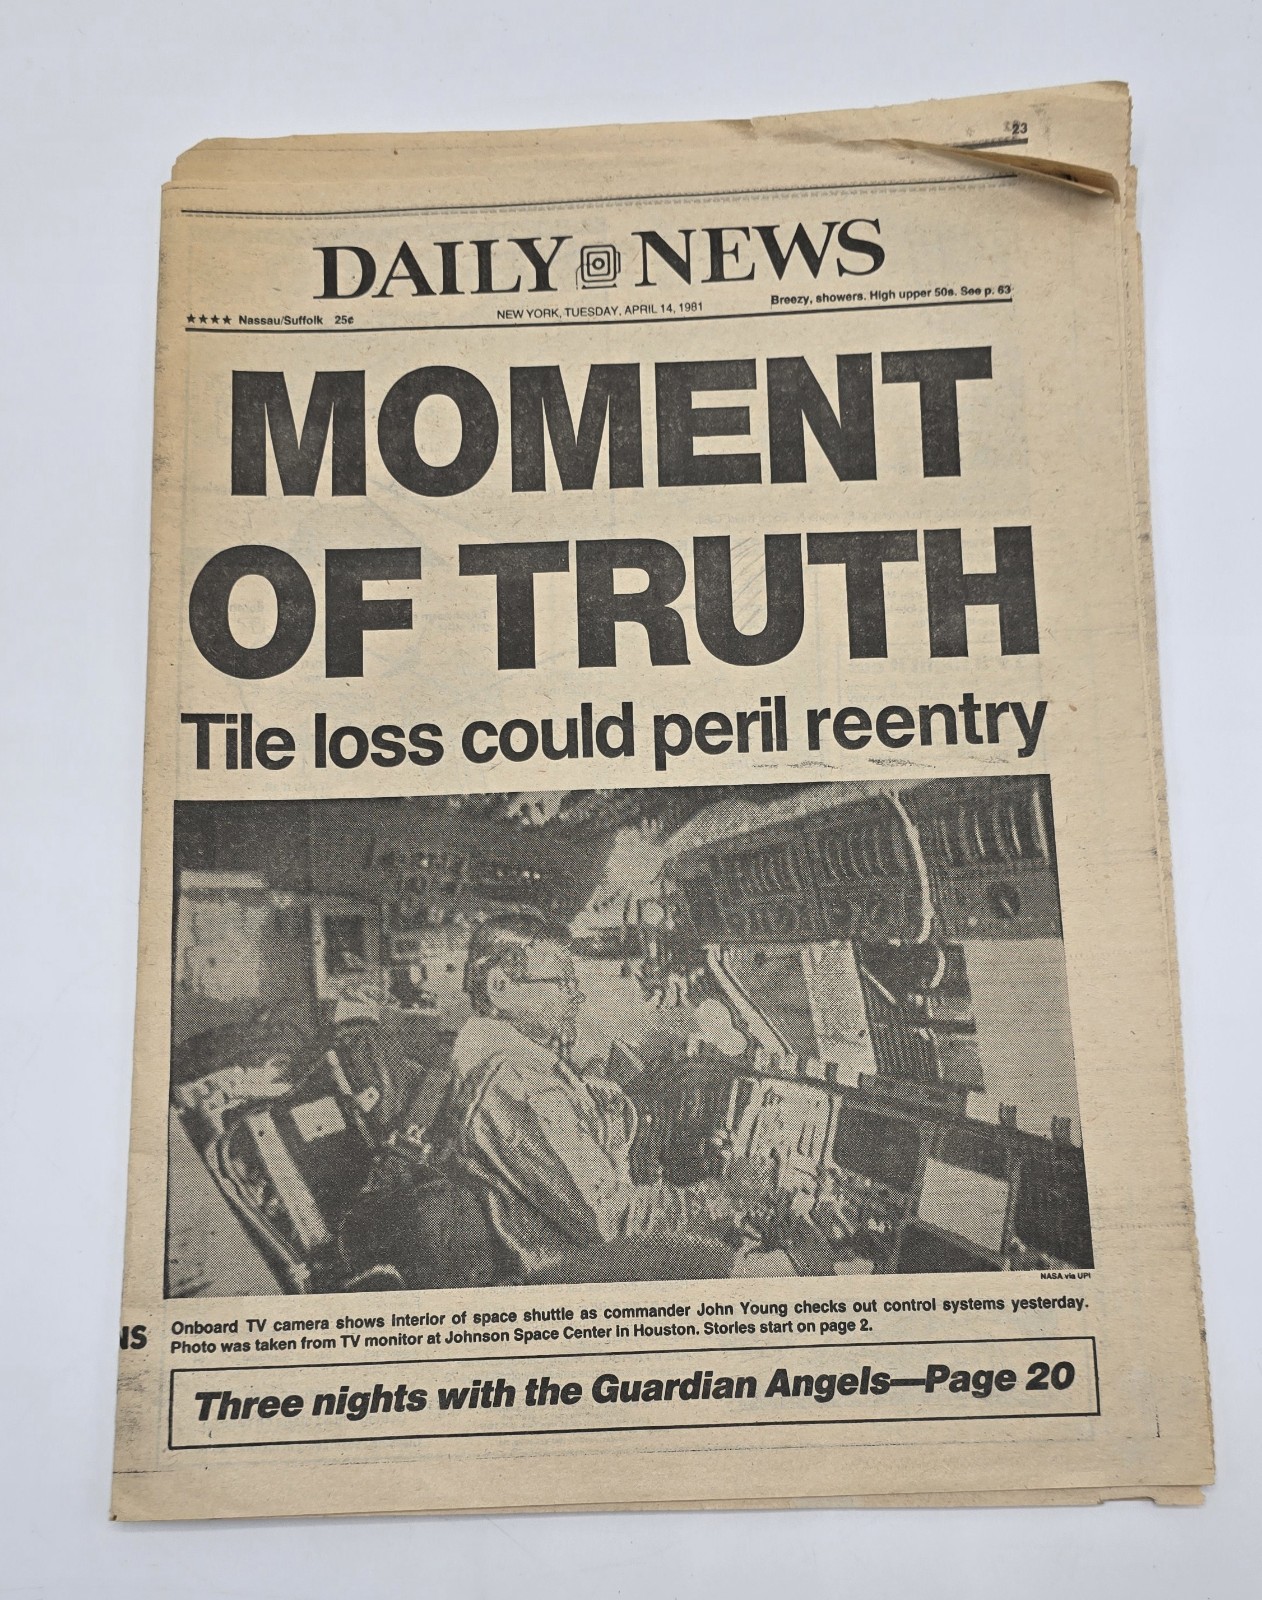 23
DAILY NEWS
★★★★ Nassau/Suffolk 25¢
NEW YORK, TUESDAY, APRIL 14, 1981
Breezy, showers. High upper 50s. See p. 63
MOMENT
OF TRUTH
Tile loss could peril reentry
NASA via UPI
Onboard TV camera shows interior of space shuttle as commander John Young checks out control systems yesterday.
Photo was taken from TV monitor at Johnson Space Center in Houston. Stories start on page 2.
NS
Three nights with the Guardian Angels—Page 20